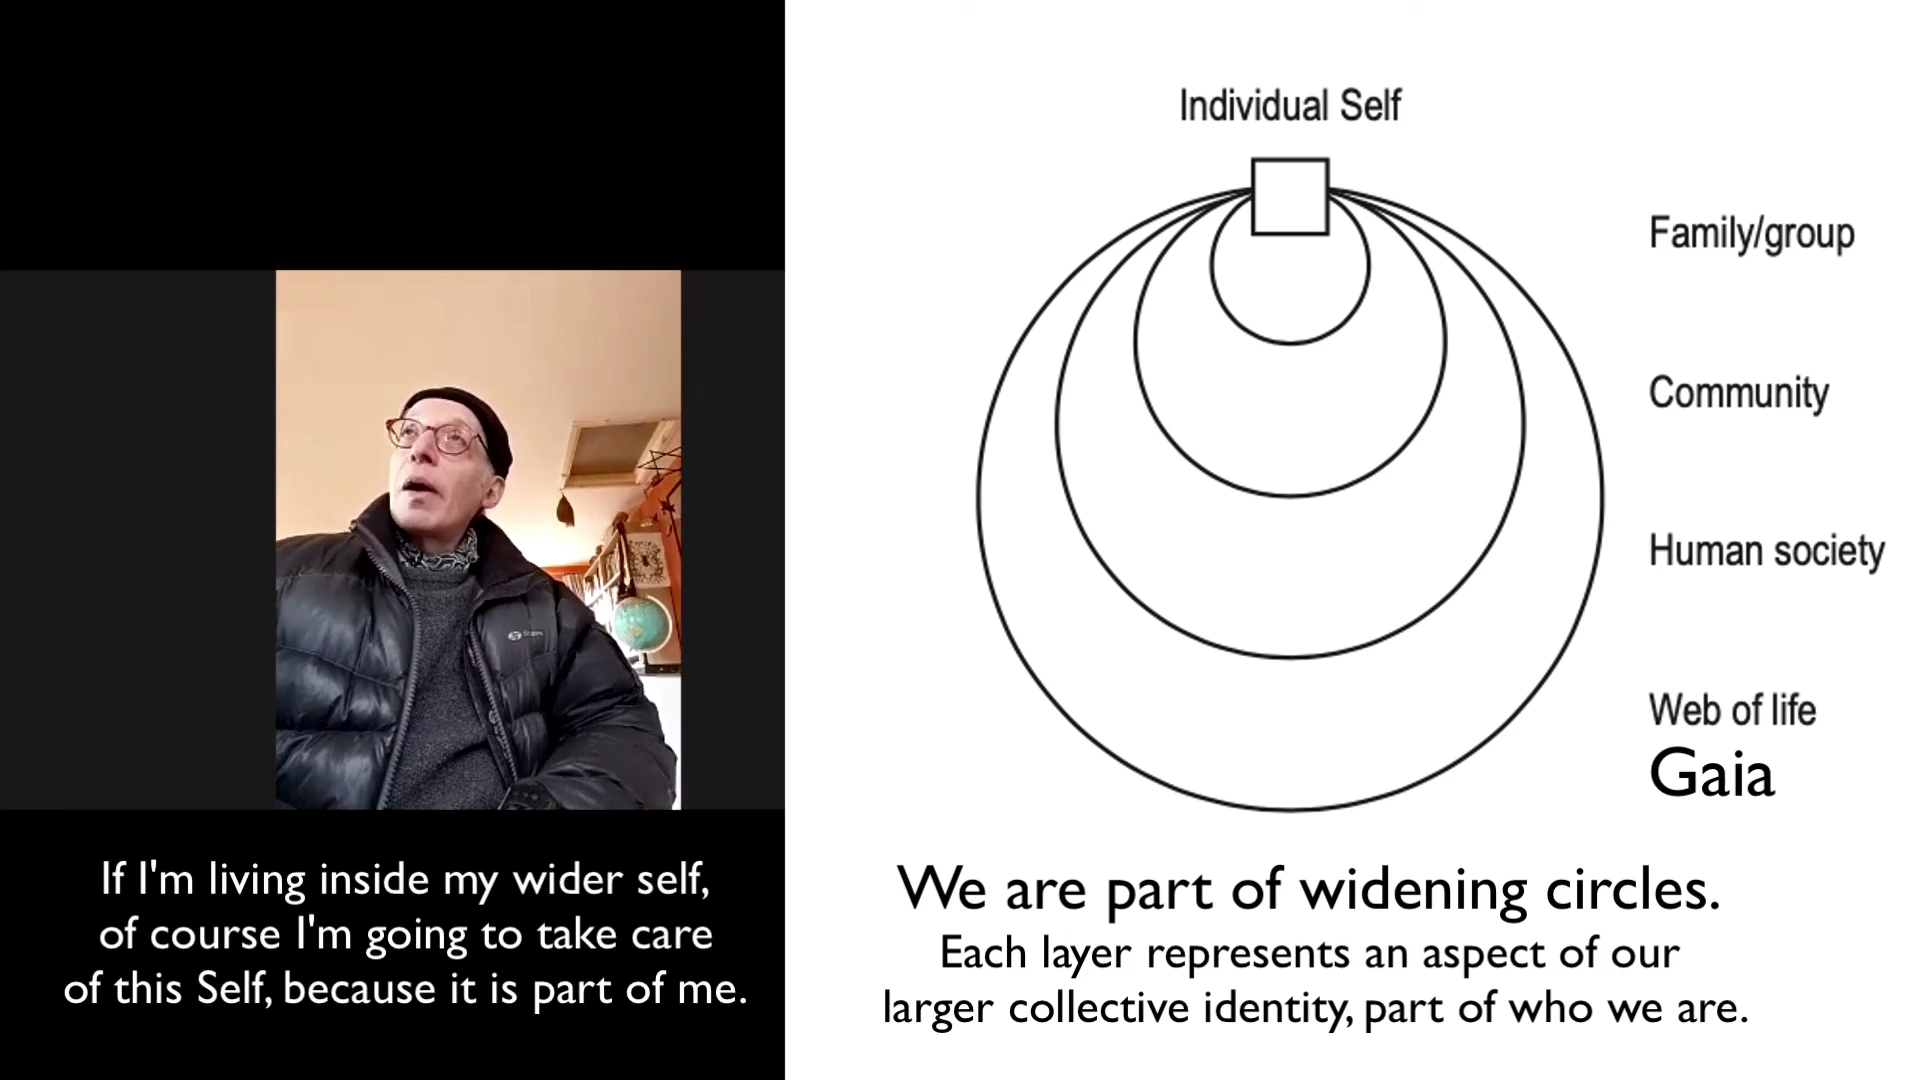 If I'm living inside my wider self,
of course I'm going to take care
of this Self, because it is part of me.
Individual Self
Family/group
Community
Human society
Web of life
Gaia
We are part of widening circles.
Each layer represents an aspect of our
larger collective identity, part of who we are.